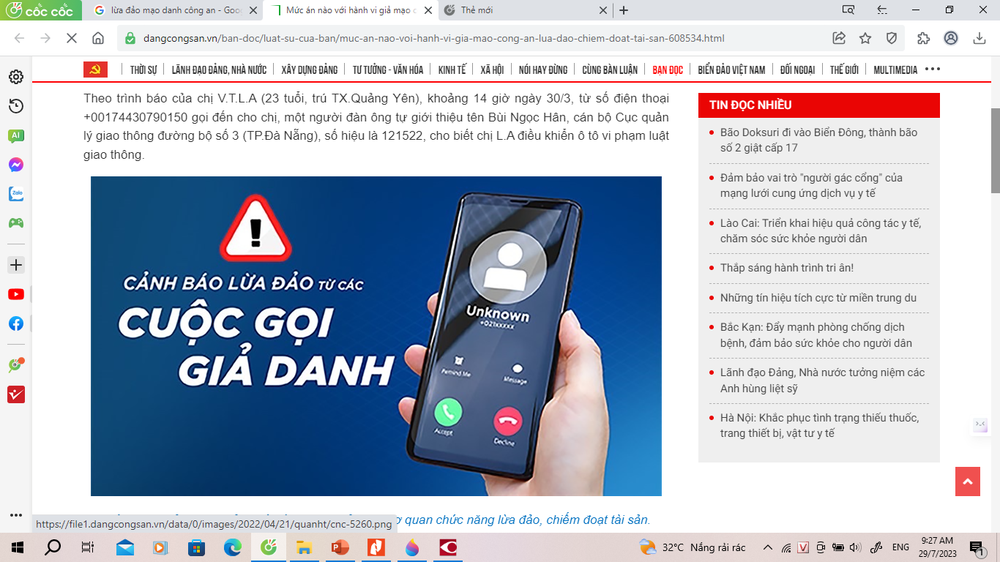 cốc cốc
lừa đảo mạo danh công an - Goo
Mức án nào với hành vi giả mạo c
Thẻ mới
dangcongsan.vn/ban-doc/luat-su-cua-ban/muc-an-nao-voi-hanh-vi-gia-mao-cong-an-lua-dao-chiem-doat-tai-san-608534.html
THỜI SỰ
LÃNH ĐẠO ĐẢNG, NHÀ NƯỚC
XÂY DỰNG ĐẢNG
TƯ TƯỞNG - VĂN HÓA
KINH TẾ
XÃ HỘI
NÓI HAY ĐỪNG
CÙNG BÀN LUẬN
BẠN ĐỌC
BIỂN ĐẢO VIỆT NAM
ĐỐI NGOẠI
THẾ GIỚI
MULTIMEDIA
Theo trình báo của chị V.T.L.A (23 tuổi, trú TX.Quảng Yên), khoảng 14 giờ ngày 30/3, từ số điện thoại
+00174430790150 gọi đến cho chị, một người đàn ông tự giới thiệu tên Bùi Ngọc Hân, cán bộ Cục quản
lý giao thông đường bộ số 3 (TP.Đà Nẵng), số hiệu là 121522, cho biết chị L.A điều khiển ô tô vi phạm luật
giao thông.
CẢNH BÁO LỪA ĐẢO TỪ CÁC
CUỘC GỌI
GIẢ DANH
Unknown
+021xxxxx
Remind Me
Message
Accept
Decline
quan chức năng lừa đảo, chiếm đoạt tài sản.
TIN ĐỌC NHIỀU
Bão Doksuri đi vào Biển Đông, thành bão
số 2 giật cấp 17
Đảm bảo vai trò "người gác cổng" của
mạng lưới cung ứng dịch vụ y tế
Lào Cai: Triển khai hiệu quả công tác y tế,
chăm sóc sức khỏe người dân
Thắp sáng hành trình tri ân!
Những tín hiệu tích cực từ miền trung du
Bắc Kạn: Đẩy mạnh phòng chống dịch
bệnh, đảm bảo sức khỏe cho người dân
Lãnh đạo Đảng, Nhà nước tưởng niệm các
Anh hùng liệt sỹ
Hà Nội: Khắc phục tình trạng thiếu thuốc,
trang thiết bị, vật tư y tế
AI
Zalo
https://file1.dangcongsan.vn/data/0/images/2022/04/21/quanht/cnc-5260.png
32°C Nắng rải rác
V
ENG
9:27 AM
29/7/2023
1